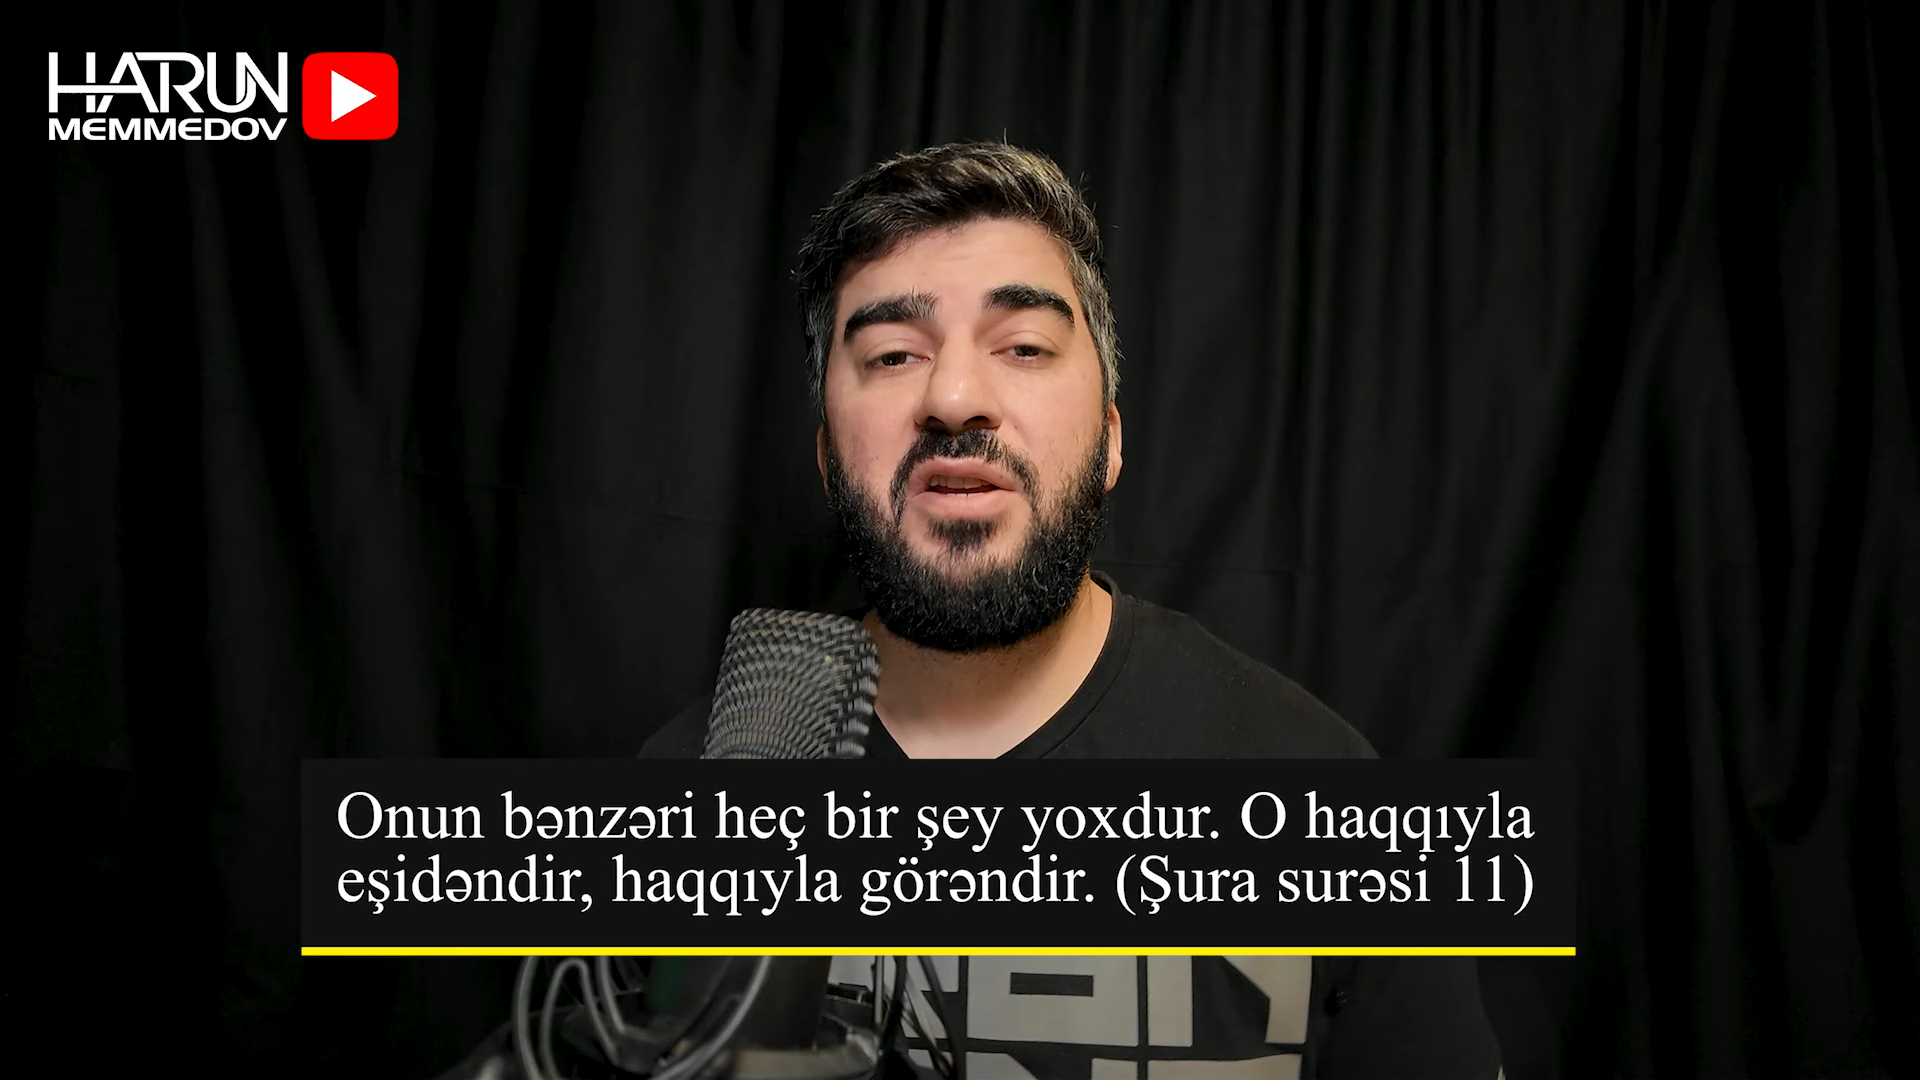 HARUN
MEMMEDOV
Onun bənzəri heç bir şey yoxdur. O haqqıyla
eşidəndir, haqqıyla görəndir. (Şura surəsi 11)